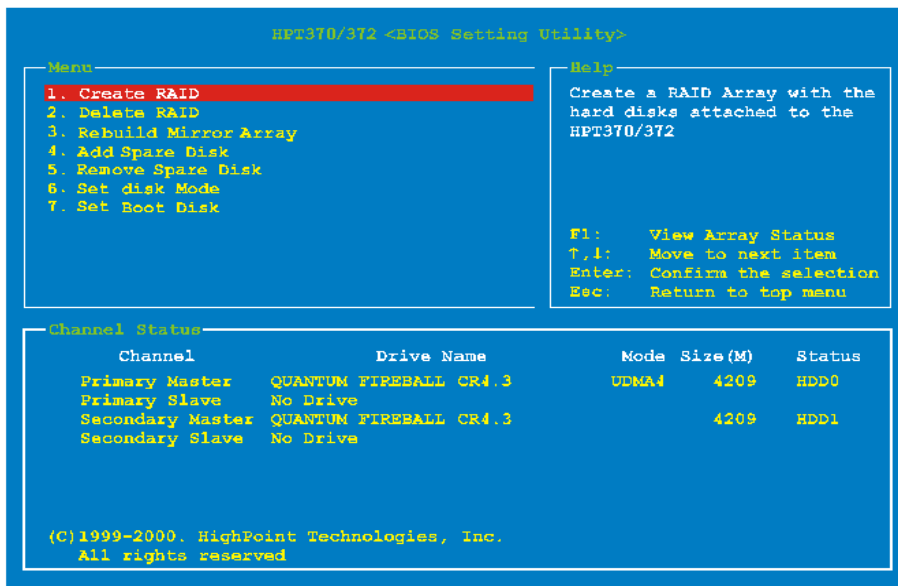 HPT370/372 <BIOS Setting Utility>
Menu
1. Create RAID
2. Delete RAID
3. Rebuild Mirror Array
4. Add Spare Disk
5. Remove Spare Disk
6. Set disk Mode
7. Set Boot Disk
Help
Create a RAID Array with the
hard disks attached to the
HPT370/372
F1: View Array Status
↑,↓: Move to next item
Enter: Confirm the selection
Esc: Return to top menu
Channel Status
Channel Drive Name Mode Size(M) Status
Primary Master QUANTUM FIREBALL CR4.3 UDMA4 4209 HDD0
Primary Slave No Drive
Secondary Master QUANTUM FIREBALL CR4.3 4209 HDD1
Secondary Slave No Drive
(C)1999-2000. HighPoint Technologies, Inc.
All rights reserved